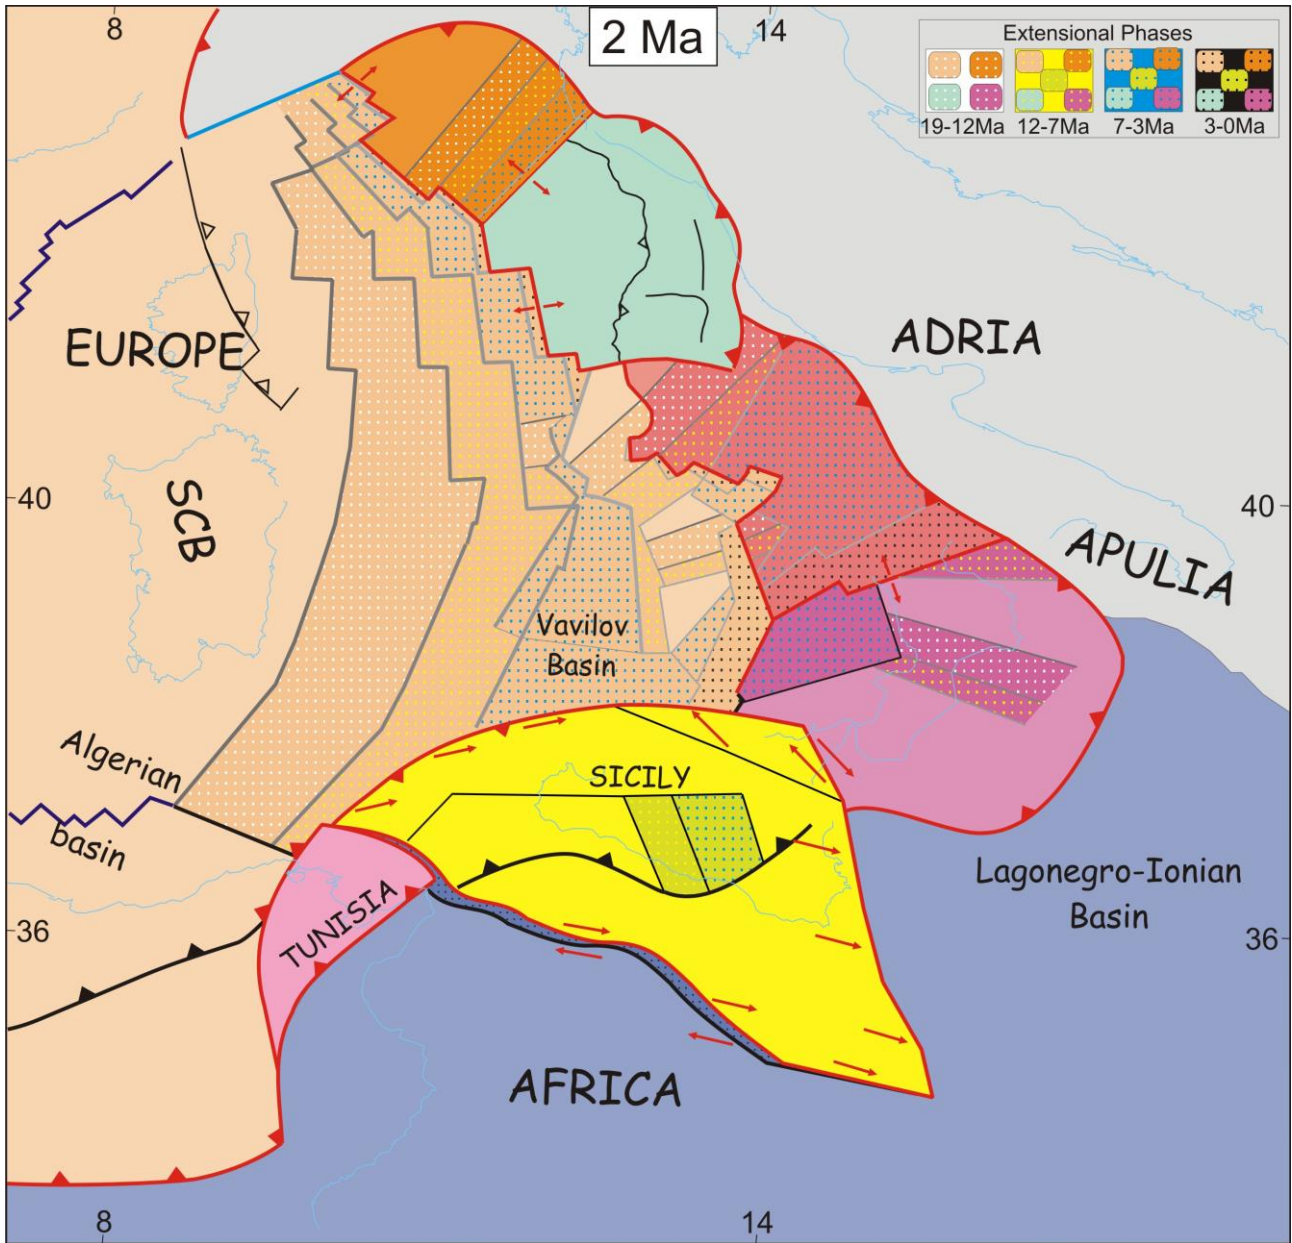 8
2 Ma
14
Extensional Phases
19-12Ma 12-7Ma 7-3Ma 3-0Ma
EUROPE
ADRIA
SCB
40
40
APULIA
Vavilov
Basin
Algerian
basin
SICILY
Lagonegro-Ionian
Basin
TUNISIA
36
36
AFRICA
8
14